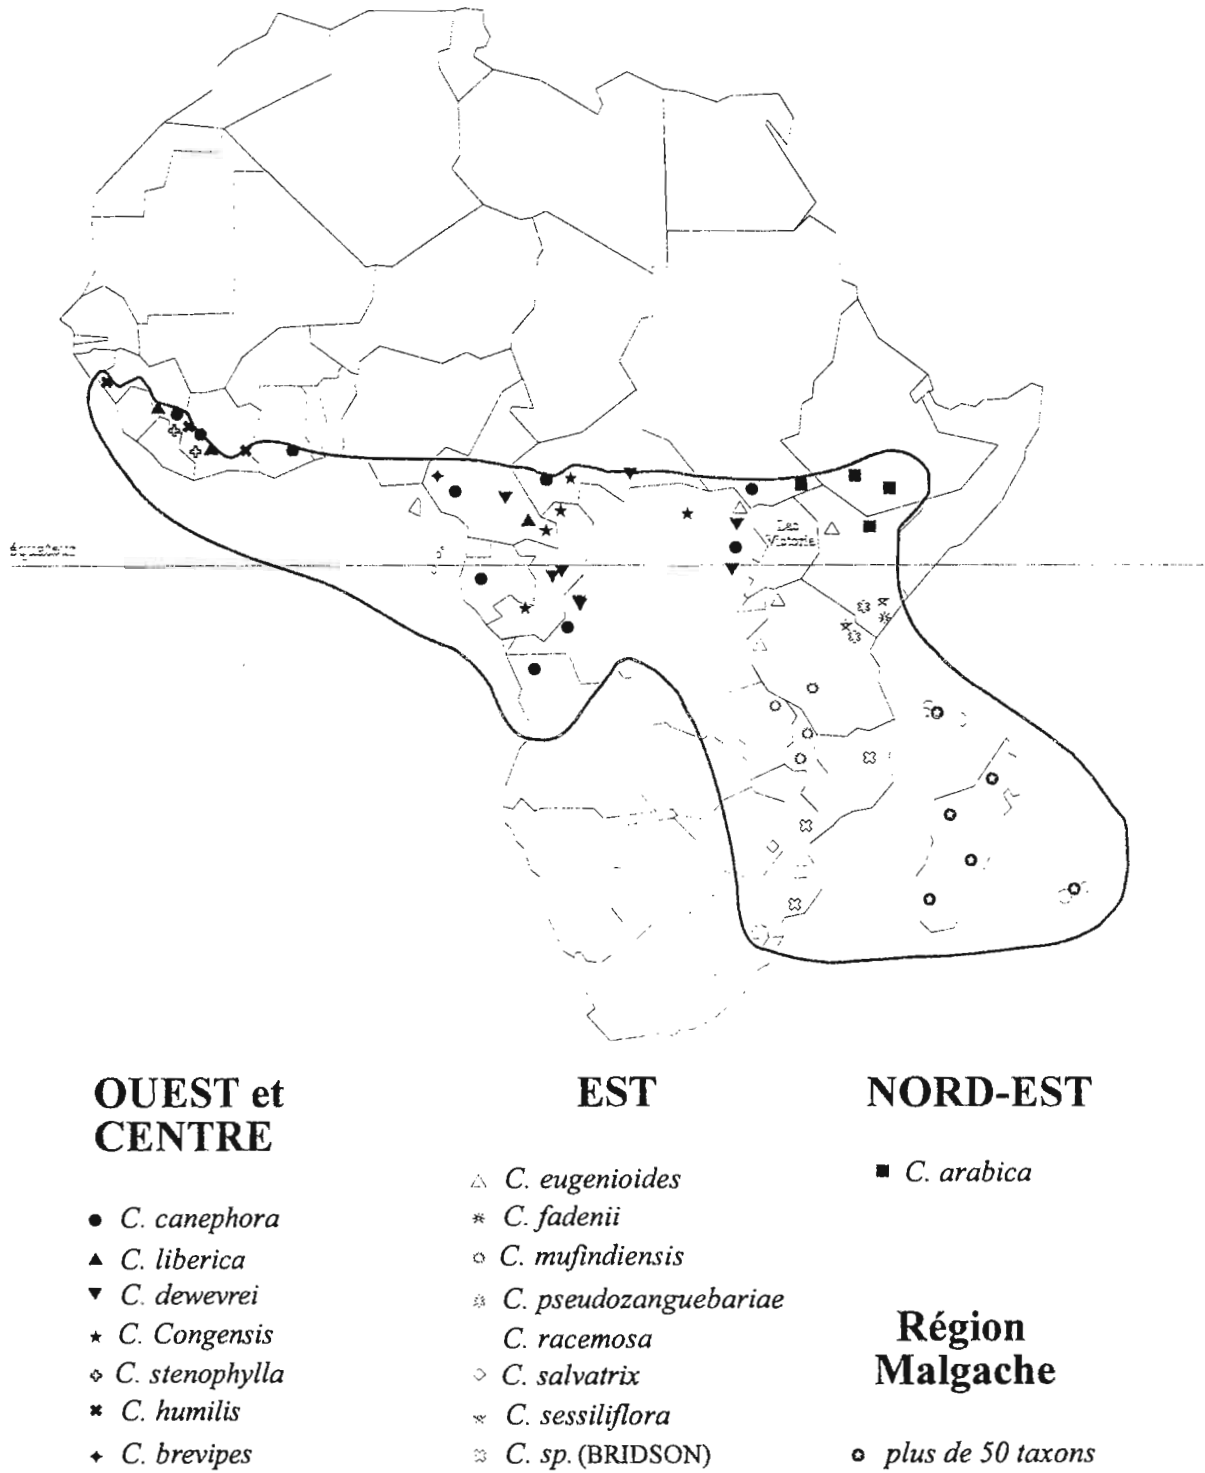 équateur
Lac
Victoria
OUEST et
CENTRE
C. canephora
C. liberica
C. dewevrei
C. Congensis
C. stenophylla
C. humilis
C. brevipes
EST
C. eugenioides
C. fadenii
C. mufindiensis
C. pseudozanguebariae
C. racemosa
C. salvatrix
C. sessiliflora
C. sp. (BRIDSON)
NORD-EST
C. arabica
Région
Malgache
plus de 50 taxons